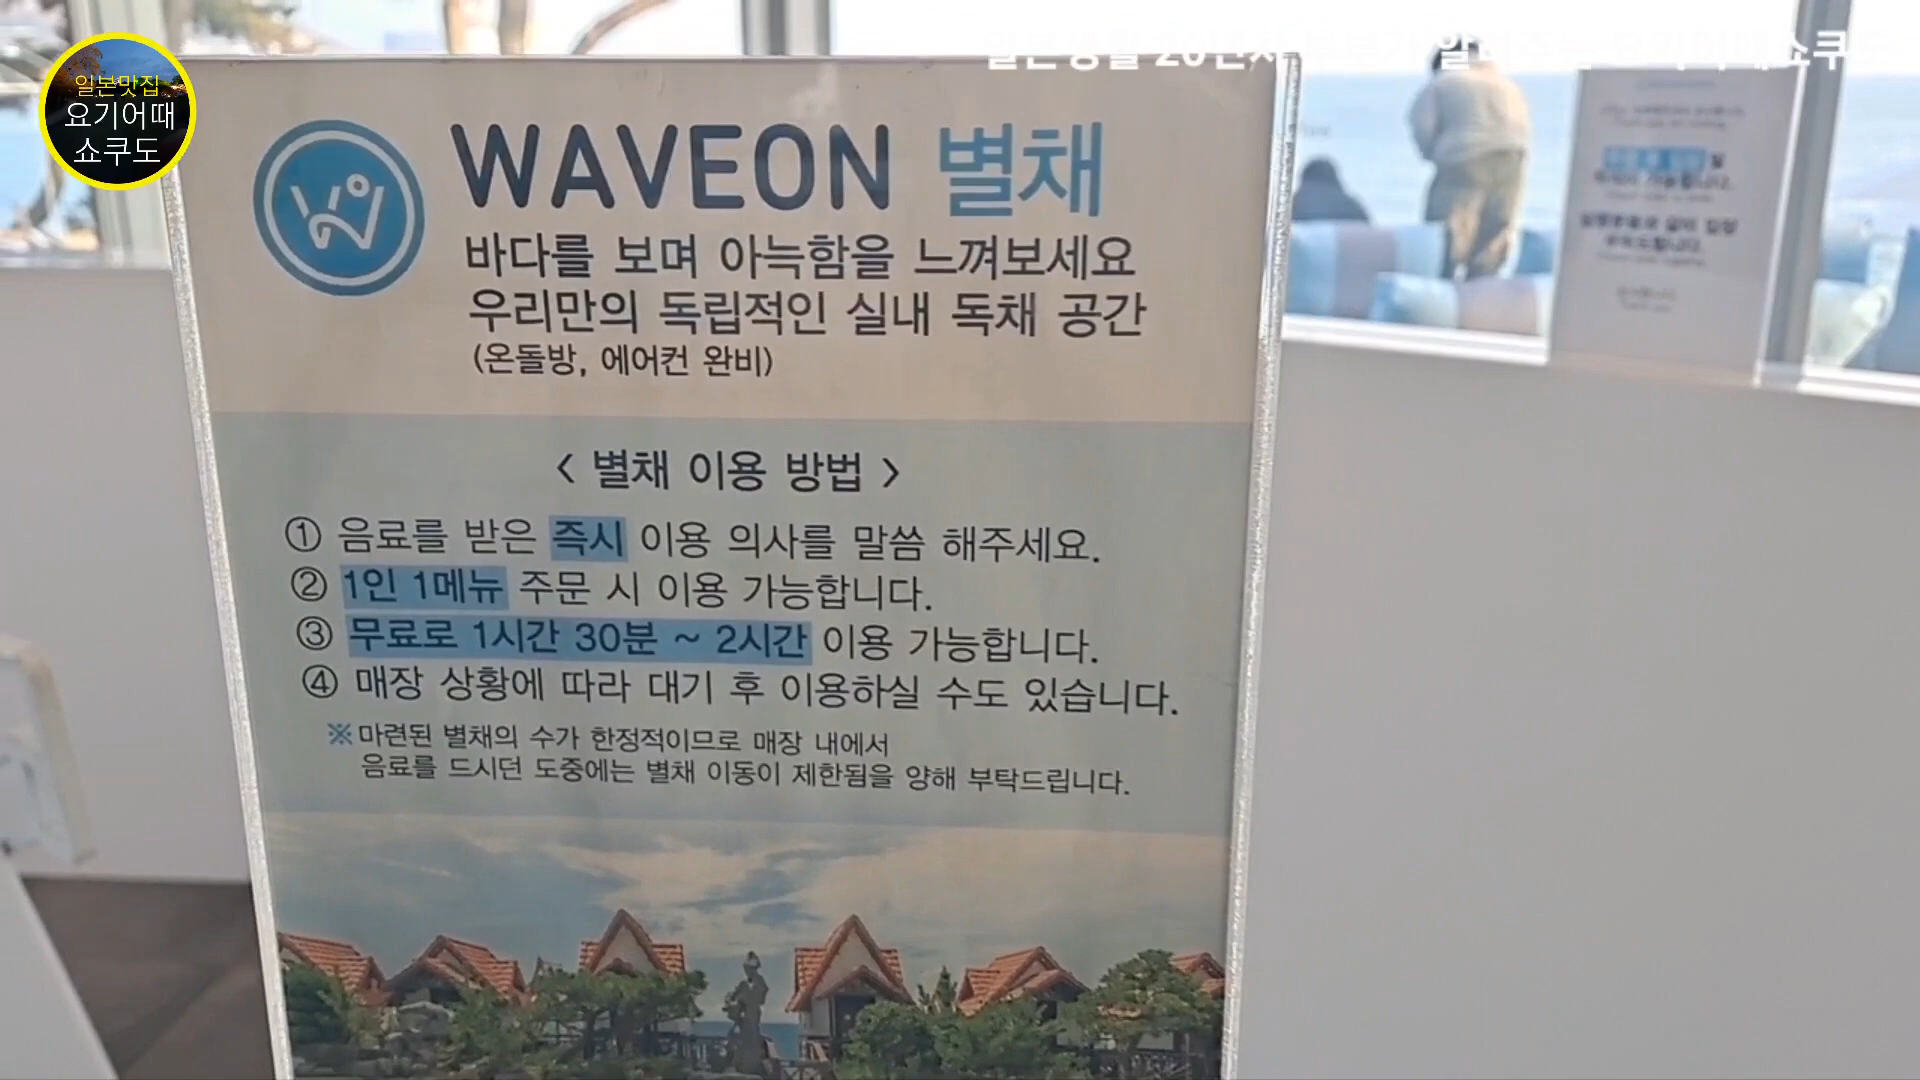 일본맛집
요기어때
쇼쿠도
WAVEON 별채
바다를 보며 아늑함을 느껴보세요
우리만의 독립적인 실내 독채 공간
(온돌방, 에어컨 완비)
< 별채 이용 방법 >
① 음료를 받은 즉시 이용 의사를 말씀 해주세요.
② 1인 1메뉴 주문 시 이용 가능합니다.
③ 무료로 1시간 30분 ~ 2시간 이용 가능합니다.
④ 매장 상황에 따라 대기 후 이용하실 수도 있습니다.
※ 마련된 별채의 수가 한정적이므로 매장 내에서
음료를 드시던 도중에는 별채 이동이 제한됨을 양해 부탁드립니다.